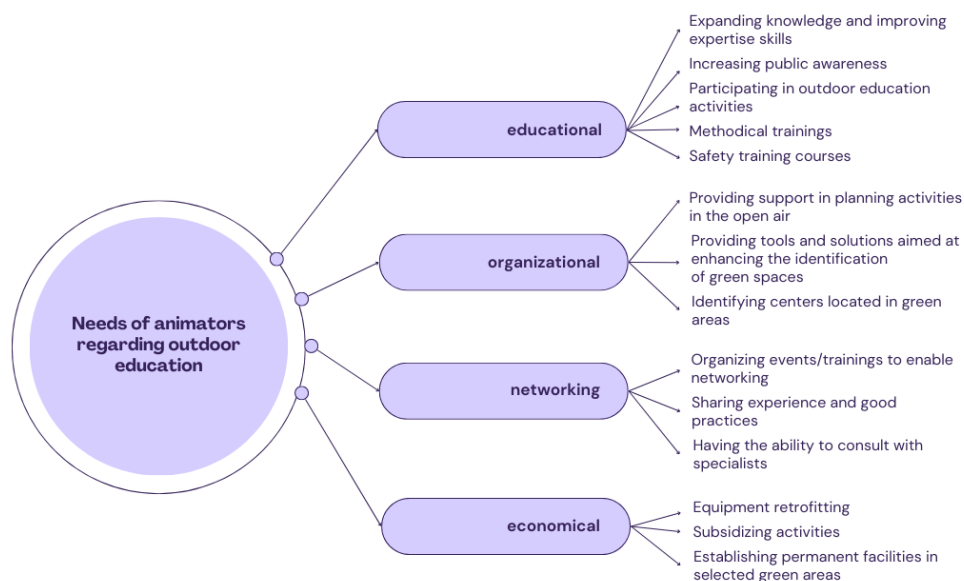 Needs of animators
regarding outdoor
education
educational
Expanding knowledge and improving
expertise skills
Increasing public awareness
Participating in outdoor education
activities
Methodical trainings
Safety training courses
organizational
Providing support in planning activities
in the open air
Providing tools and solutions aimed at
enhancing the identification
of green spaces
Identifying centers located in green
areas
networking
Organizing events/trainings to enable
networking
Sharing experience and good
practices
Having the ability to consult with
specialists
economical
Equipment retrofitting
Subsidizing activities
Establishing permanent facilities in
selected green areas